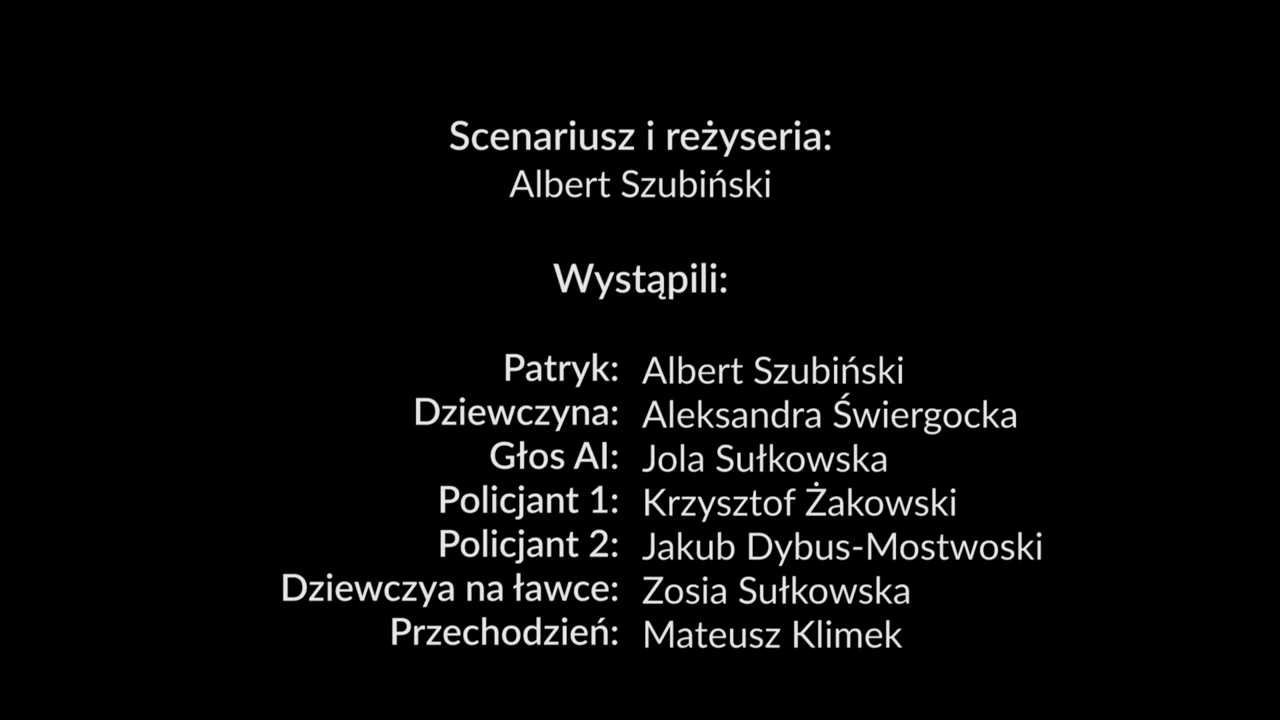 Scenariusz i reżyseria:
Albert Szubiński
Wystąpili:
Patryk: Albert Szubiński
Dziewczyna: Aleksandra Świergocka
Głos AI: Jola Sułkowska
Policjant 1: Krzysztof Żakowski
Policjant 2: Jakub Dybus-Mostwoski
Dziewczya na ławce: Zosia Sułkowska
Przechodzień: Mateusz Klimek